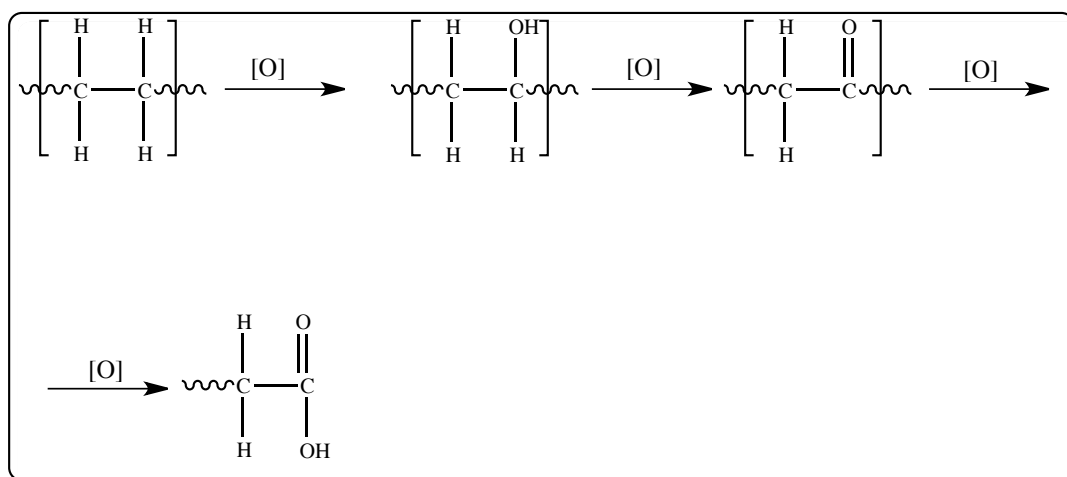 H H OH H O
[O] [O] [O]
C C C C C C
H H H H H
H O
[O]
C C
H OH